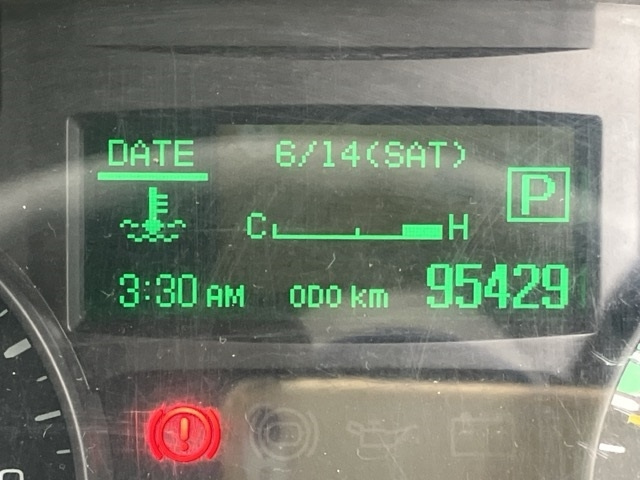 DATE 6/14(SAT)
P
C H
3:30 AM ODO km 95429
!